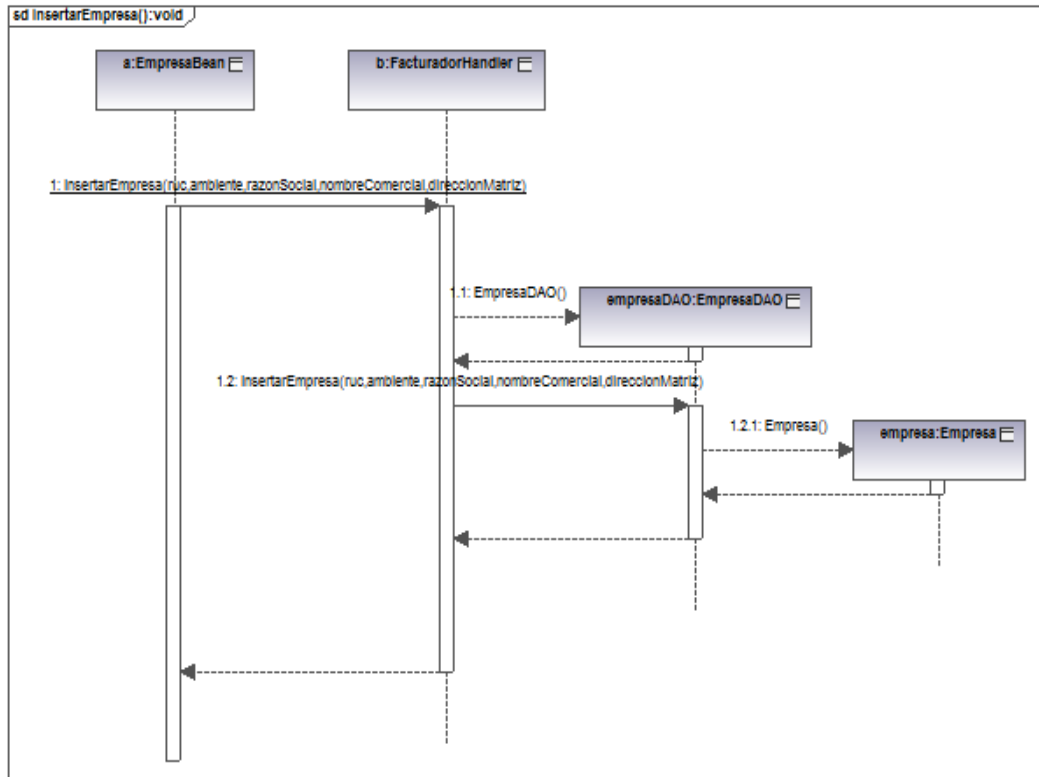 sd InsertarEmpresa():void
a:EmpresaBean
b:FacturadorHandler
1: InsertarEmpresa(ruc,ambiente,razonSocial,nombreComercial,direccionMatriz)
1.1: EmpresaDAO()
empresaDAO:EmpresaDAO
1.2: InsertarEmpresa(ruc,ambiente,razonSocial,nombreComercial,direccionMatriz)
1.2.1: Empresa()
empresa:Empresa